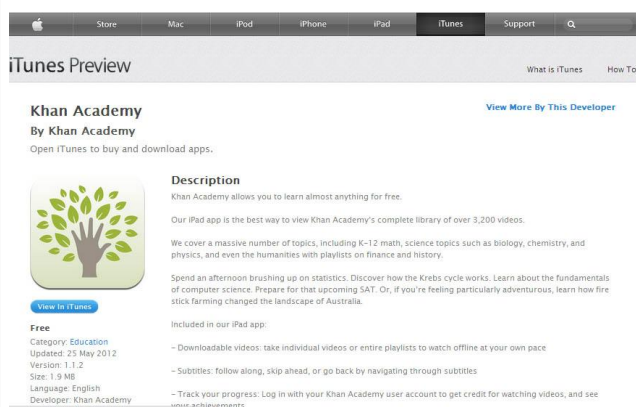 Store Mac iPod iPhone iPad iTunes Support
iTunes Preview
What is iTunes How To
Khan Academy
View More By This Developer
By Khan Academy
Open iTunes to buy and download apps.
Description
Khan Academy allows you to learn almost anything for free.
Our iPad app is the best way to view Khan Academy's complete library of over 3,200 videos.
We cover a massive number of topics, including K-12 math, science topics such as biology, chemistry, and
physics, and even the humanities with playlists on finance and history.
Spend an afternoon brushing up on statistics. Discover how the Krebs cycle works. Learn about the fundamentals
of computer science. Prepare for that upcoming SAT. Or, if you're feeling particularly adventurous, learn how fire
stick farming changed the landscape of Australia.
Included in our iPad app:
- Downloadable videos: take individual videos or entire playlists to watch offline at your own pace
- Subtitles: follow along, skip ahead, or go back by navigating through subtitles
- Track your progress: Log in with your Khan Academy user account to get credit for watching videos, and see
your achievements
View In iTunes
Free
Category: Education
Updated: 25 May 2012
Version: 1.1.2
Size: 1.9 MB
Language: English
Developer: Khan Academy